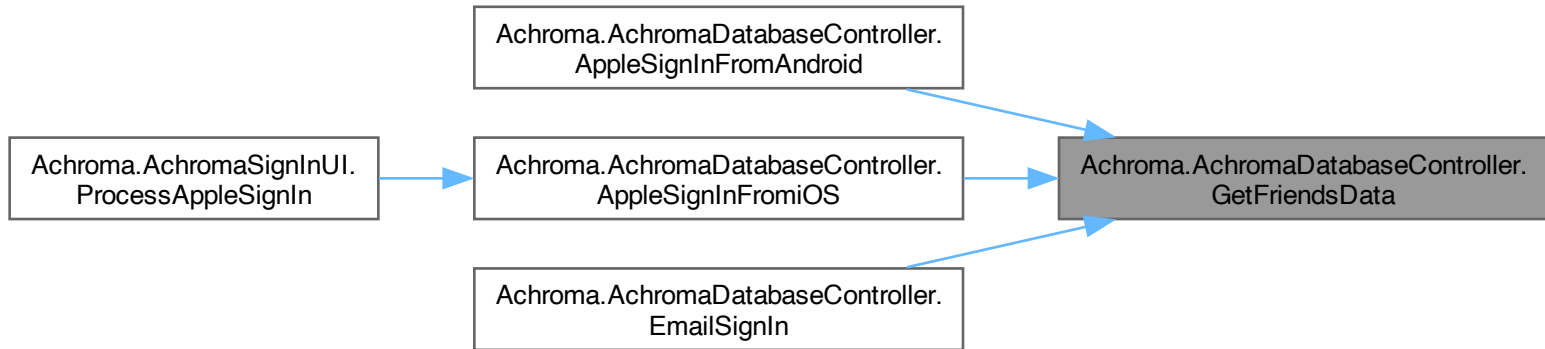 Achroma.AchromaDatabaseController.
AppleSignInFromAndroid
Achroma.AchromaSignInUI.
ProcessAppleSignIn
Achroma.AchromaDatabaseController.
AppleSignInFromiOS
Achroma.AchromaDatabaseController.
GetFriendsData
Achroma.AchromaDatabaseController.
EmailSignIn